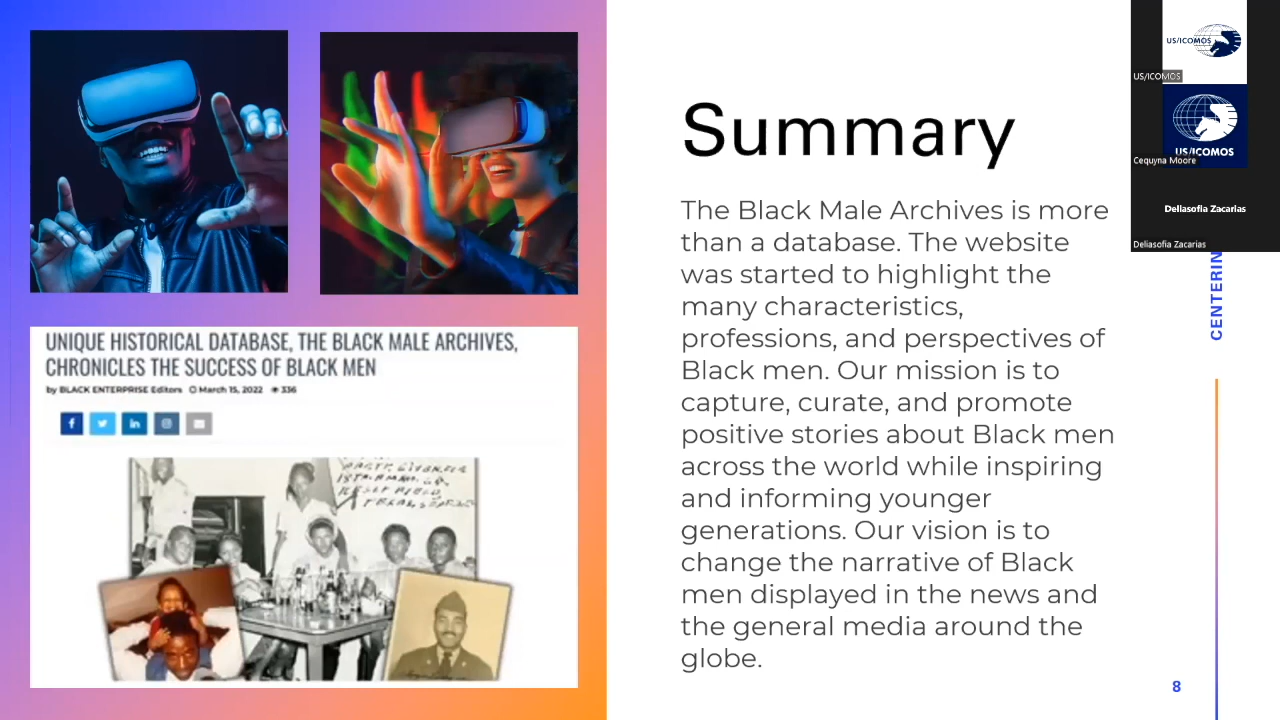 UNIQUE HISTORICAL DATABASE, THE BLACK MALE ARCHIVES,
CHRONICLES THE SUCCESS OF BLACK MEN
by BLACK ENTERPRISE Editors March 15, 2022 336
Summary
The Black Male Archives is more
than a database. The website
was started to highlight the
many characteristics,
professions, and perspectives of
Black men. Our mission is to
capture, curate, and promote
positive stories about Black men
across the world while inspiring
and informing younger
generations. Our vision is to
change the narrative of Black
men displayed in the news and
the general media around the
globe.
US/ICOMOS
US/ICOMOS
US/ICOMOS
Cequyna Moore
Deliasofia Zacarias
Deliasofia Zacarias
CENTERIN
8